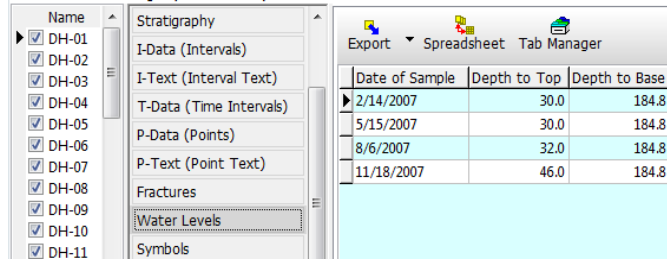 Name
DH-01
DH-02
DH-03
DH-04
DH-05
DH-06
DH-07
DH-08
DH-09
DH-10
DH-11
Stratigraphy
I-Data (Intervals)
I-Text (Interval Text)
T-Data (Time Intervals)
P-Data (Points)
P-Text (Point Text)
Fractures
Water Levels
Symbols
Export Spreadsheet Tab Manager
Date of Sample Depth to Top Depth to Base
2/14/2007 30.0 184.8
5/15/2007 30.0 184.8
8/6/2007 32.0 184.8
11/18/2007 46.0 184.8